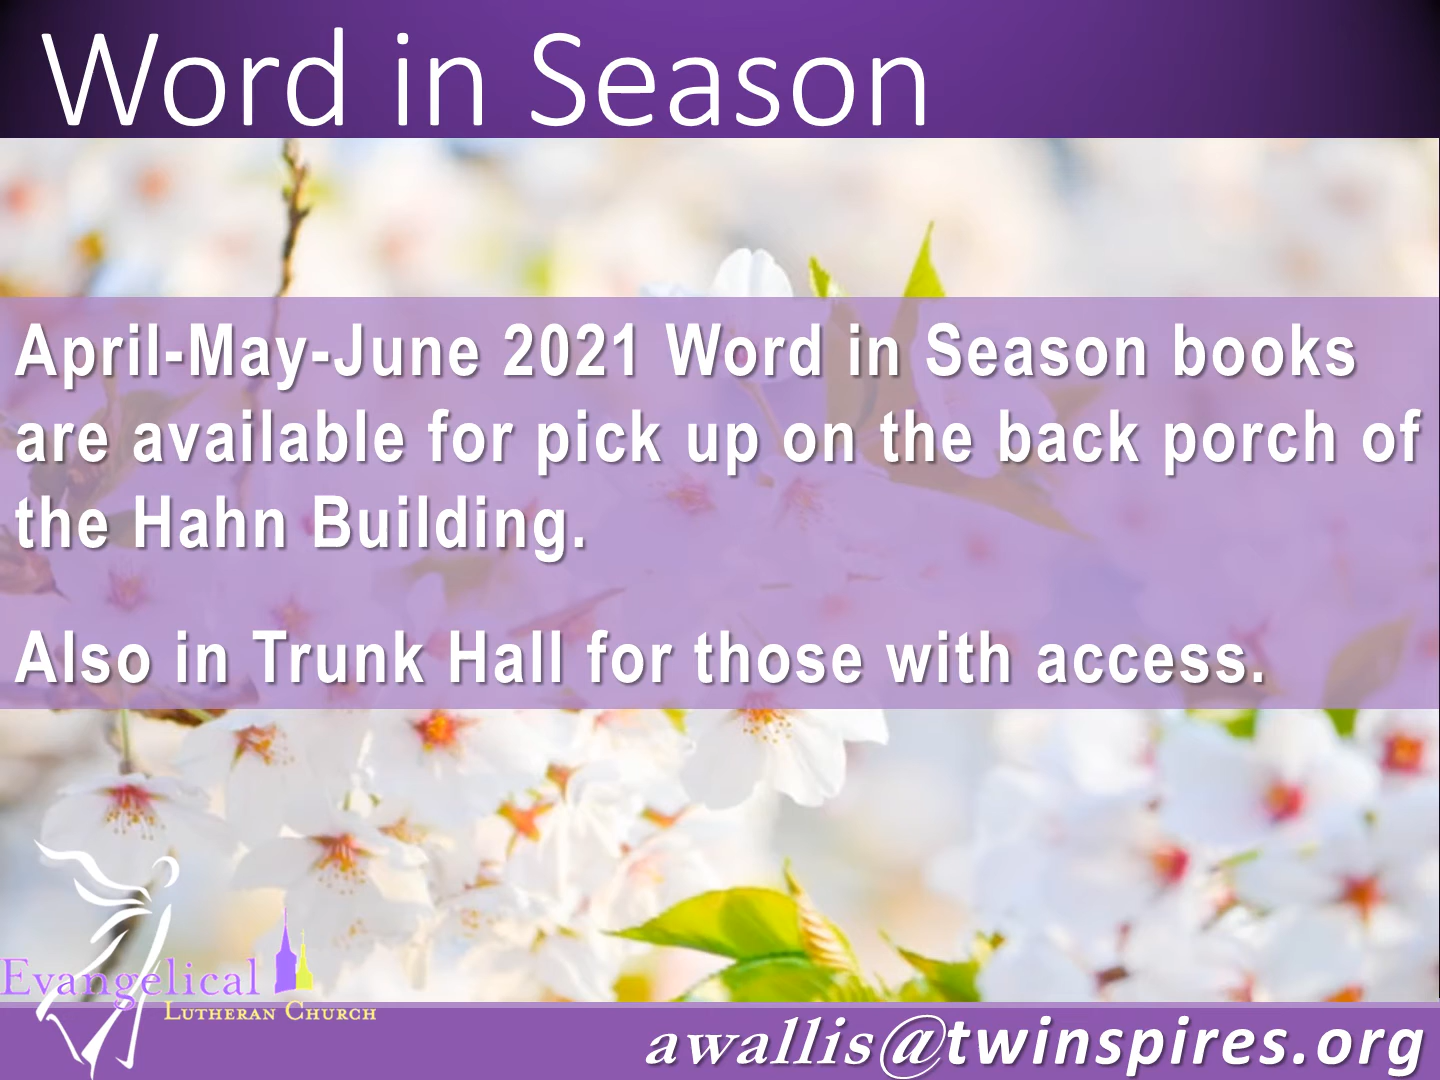 Word in Season
April-May-June 2021 Word in Season books
are available for pick up on the back porch of
the Hahn Building.
Also in Trunk Hall for those with access.
Evangelical
Lutheran Church
awallis@twinspires.org